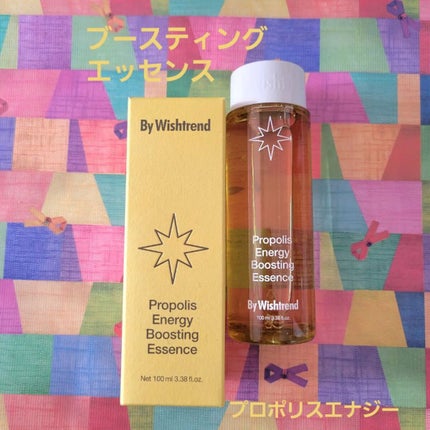 ブースティング
エッセンス
By Wishtrend
Propolis
Energy
Boosting
Essence
Net 100 ml 3.38 fl.oz.
Propolis
Energy
Boosting
Essence
By Wishtrend
100 ml 3.38 fl.oz.
プロポリスエナジー